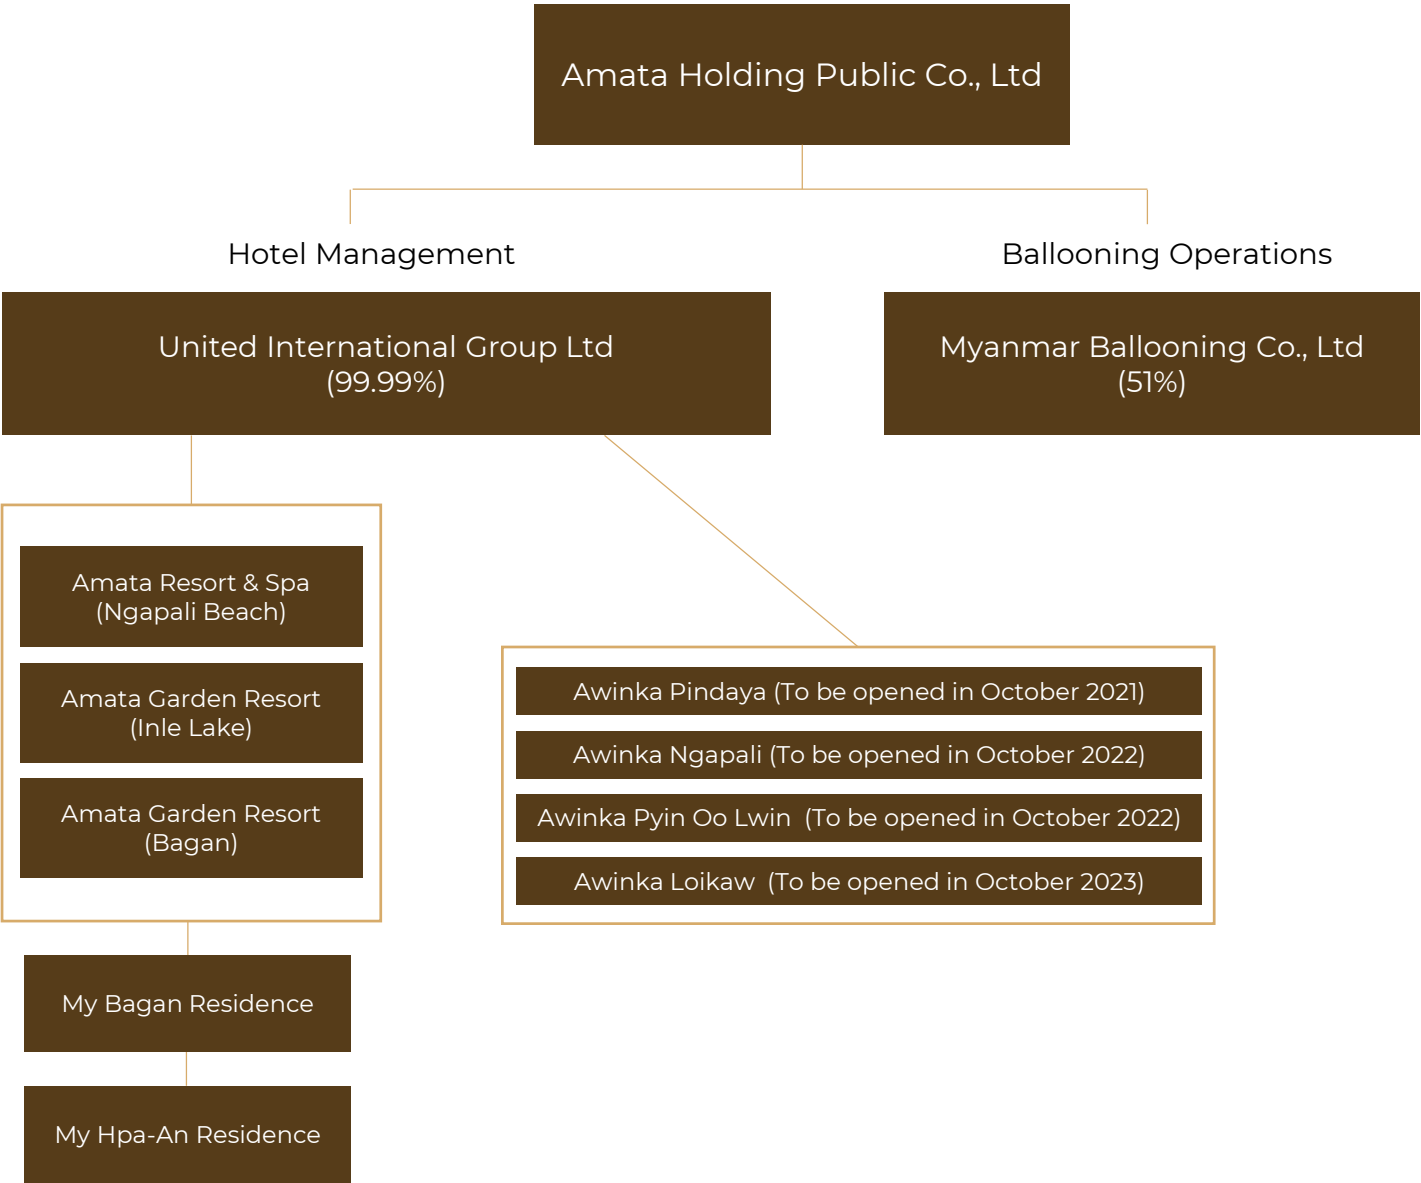 Amata Holding Public Co., Ltd
Hotel Management
Ballooning Operations
United International Group Ltd
(99.99%)
Myanmar Ballooning Co., Ltd
(51%)
Amata Resort & Spa
(Ngapali Beach)
Amata Garden Resort
(Inle Lake)
Amata Garden Resort
(Bagan)
Awinka Pindaya (To be opened in October 2021)
Awinka Ngapali (To be opened in October 2022)
Awinka Pyin Oo Lwin  (To be opened in October 2022)
Awinka Loikaw  (To be opened in October 2023)
My Bagan Residence
My Hpa-An Residence